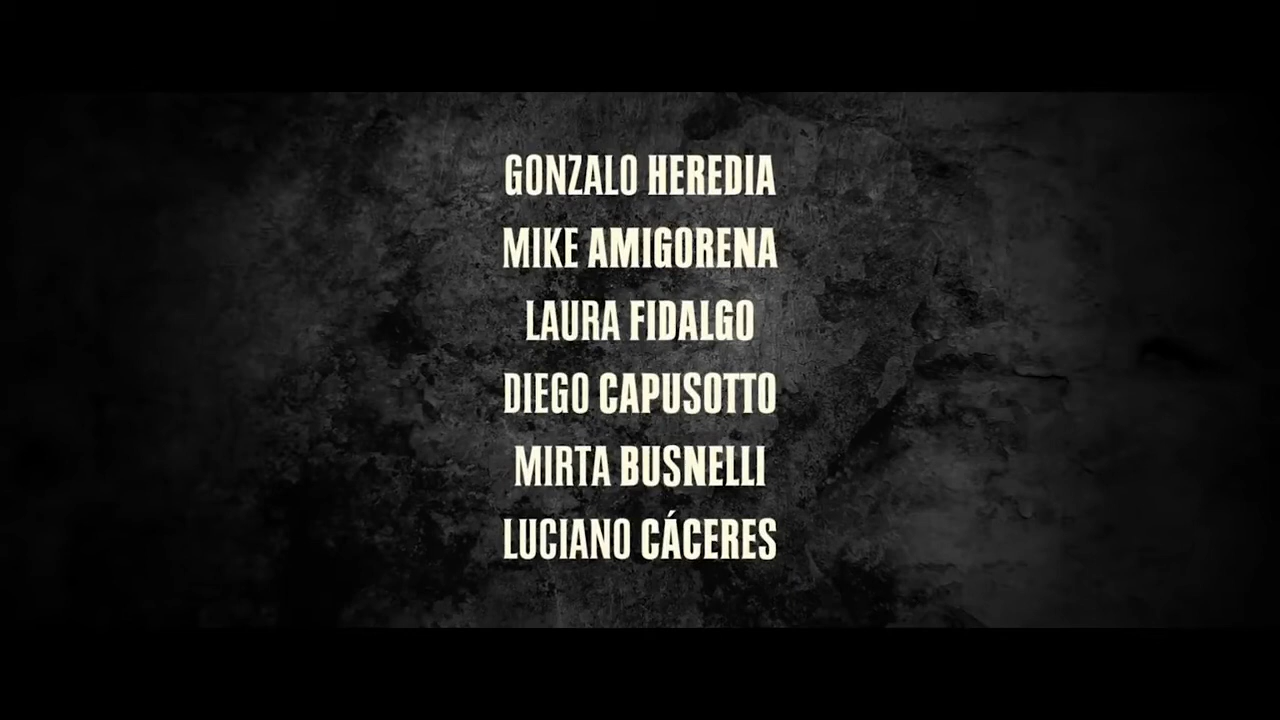 GONZALO HEREDIA
MIKE AMIGORENA
LAURA FIDALGO
DIEGO CAPUSOTTO
MIRTA BUSNELLI
LUCIANO CÁCERES